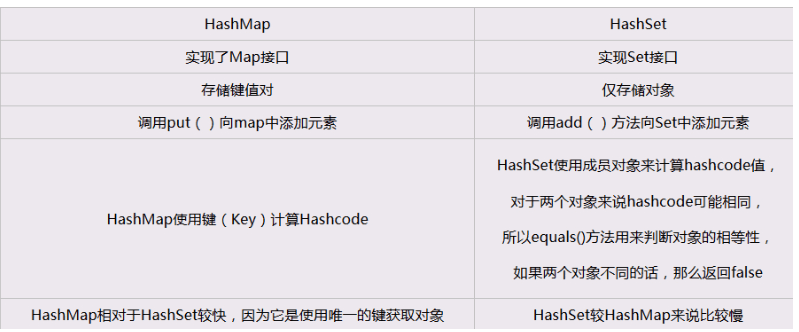 HashMap
HashSet
实现了Map接口
实现Set接口
存储键值对
仅存储对象
调用put（）向map中添加元素
调用add（）方法向Set中添加元素
HashMap使用键（Key）计算Hashcode
HashSet使用成员对象来计算hashcode值，
对于两个对象来说hashcode可能相同，
所以equals()方法用来判断对象的相等性，
如果两个对象不同的话，那么返回false
HashMap相对于HashSet较快，因为它是使用唯一的键获取对象
HashSet较HashMap来说比较慢